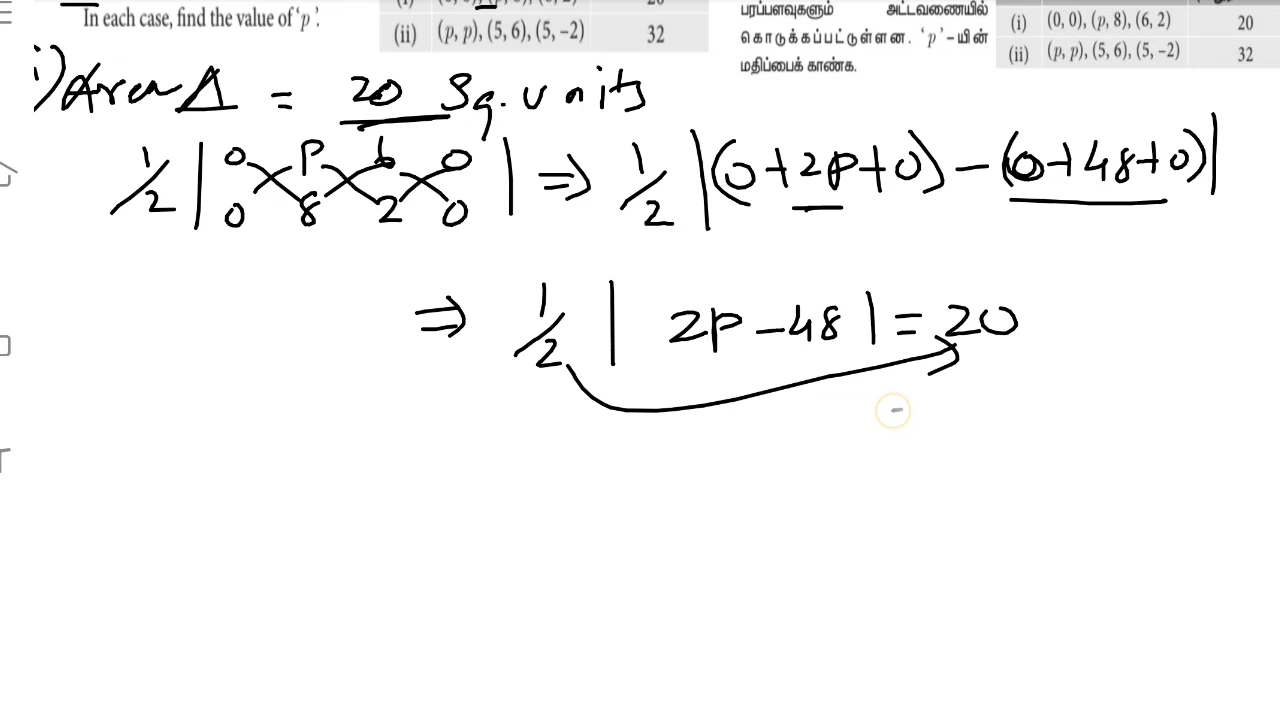 In each case, find the value of 'p'.
(ii) (p, p), (5, 6), (5, −2) 32
பரப்பளவுகளும் அட்டவணையில்
கொடுக்கப்பட்டுள்ளன. 'p'-யின்
மதிப்பைக் காண்க.
(i) (0, 0), (p, 8), (6, 2) 20
(ii) (p, p), (5, 6), (5, −2) 32
i) Area Δ = 20 Sq. units
1/2 | 0 p 6 0 | ⇒ 1/2 |(0+2p+0) − (0+48+0)|
0 8 2 0
⇒ 1/2 | 2p − 48 | = 20